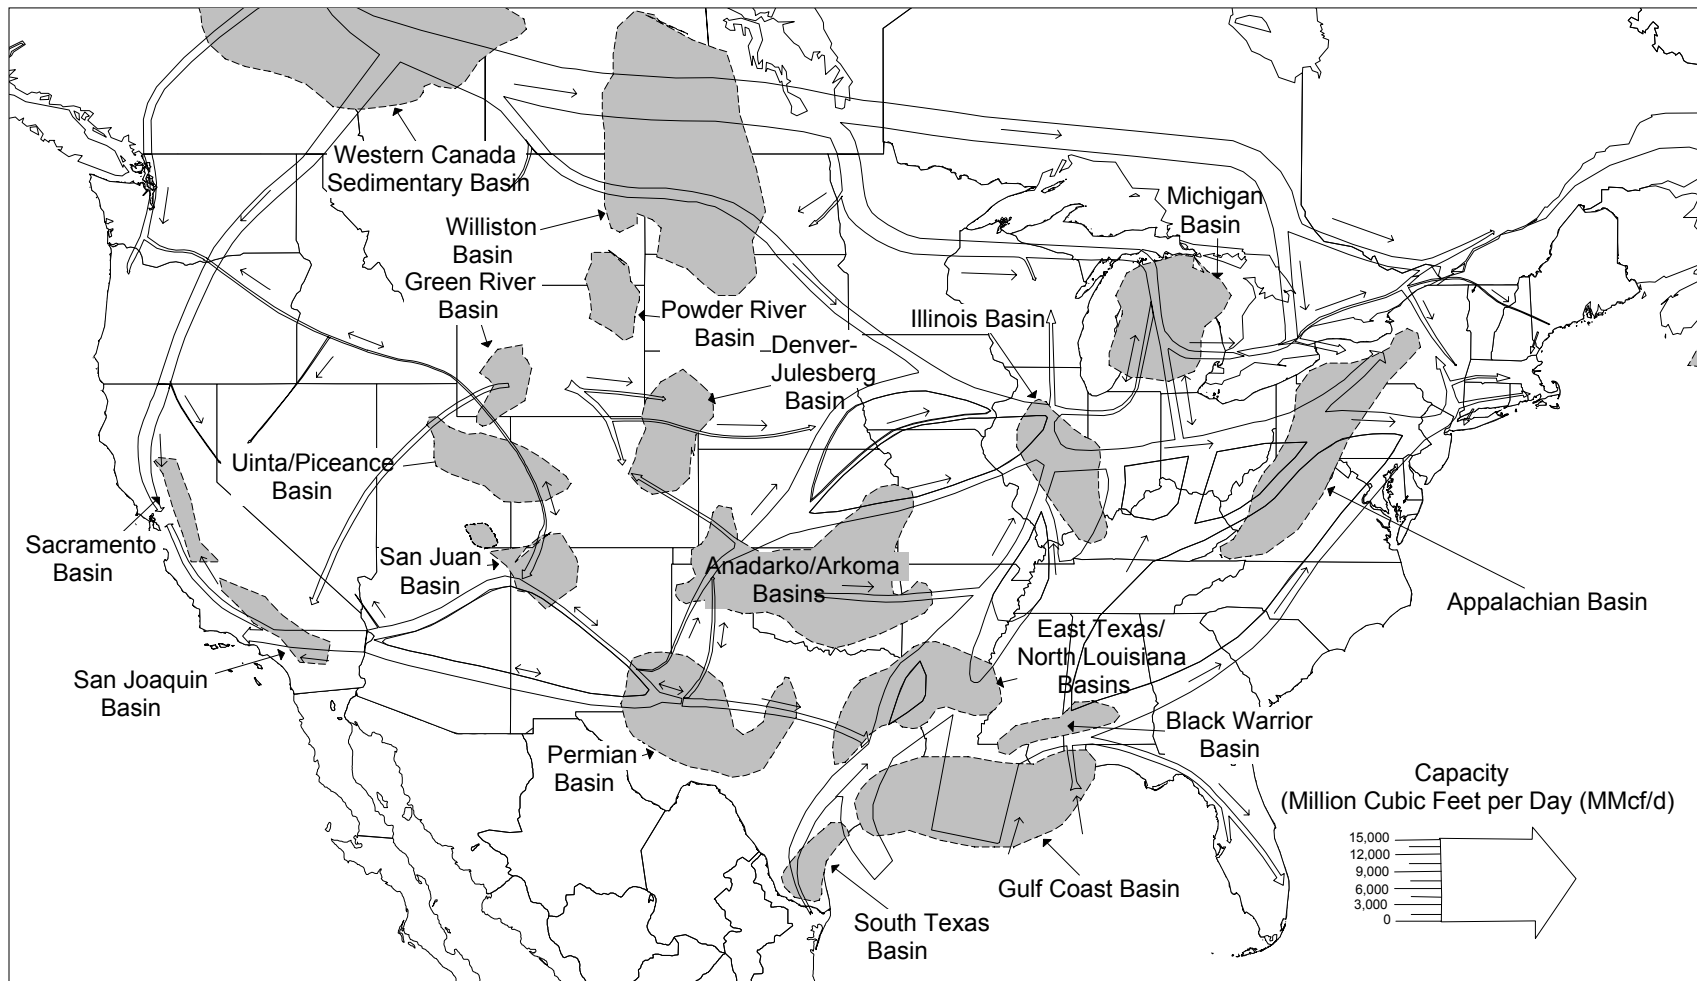 Western Canada
Sedimentary Basin
Michigan
Basin
Williston
Basin
Green River
Basin
Powder River
Basin
Illinois Basin
Denver-
Julesberg
Basin
Uinta/Piceance
Basin
Sacramento
Basin
San Juan
Basin
Anadarko/Arkoma
Basins
Appalachian Basin
East Texas/
North Louisiana
Basins
San Joaquin
Basin
Black Warrior
Basin
Permian
Basin
Capacity
(Million Cubic Feet per Day (MMcf/d)
15,000
12,000
9,000
6,000
3,000
0
Gulf Coast Basin
South Texas
Basin